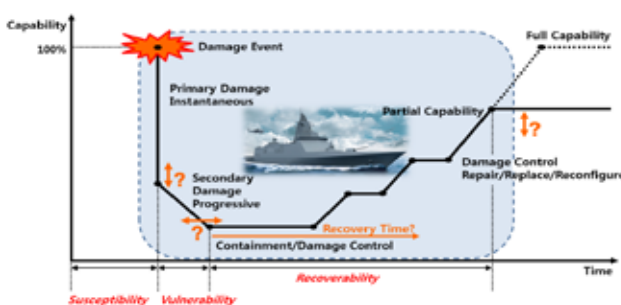 Capability
Full Capability
100%
Damage Event
Primary Damage
Instantaneous
Partial Capability
?
?
Secondary
Damage
Progressive
Damage Control
Repair/Replace/Reconfigure
?
Recovery Time?
Containment/Damage Control
Time
Recoverability
Susceptibility
Vulnerability